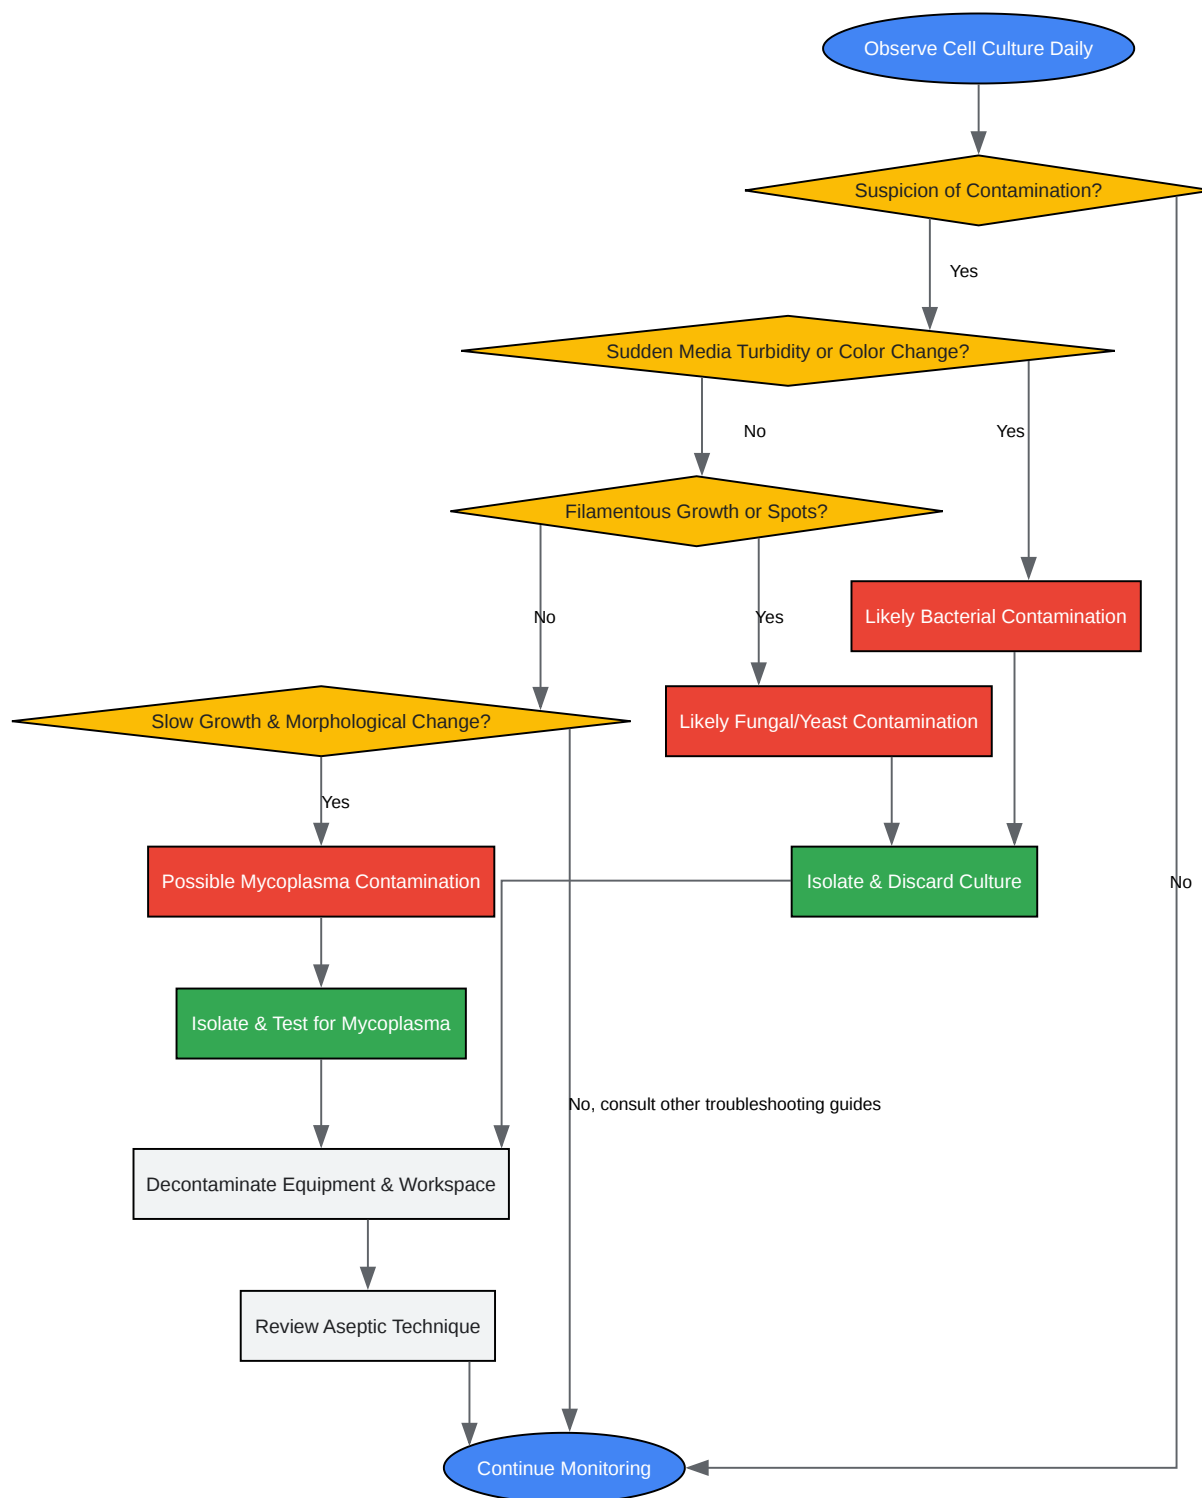 Observe Cell Culture Daily
Suspicion of Contamination?
Yes
Sudden Media Turbidity or Color Change?
No
Yes
Filamentous Growth or Spots?
No
Yes
Likely Bacterial Contamination
Likely Fungal/Yeast Contamination
Slow Growth & Morphological Change?
Yes
Possible Mycoplasma Contamination
Isolate & Discard Culture
No
Isolate & Test for Mycoplasma
No, consult other troubleshooting guides
Decontaminate Equipment & Workspace
Review Aseptic Technique
Continue Monitoring